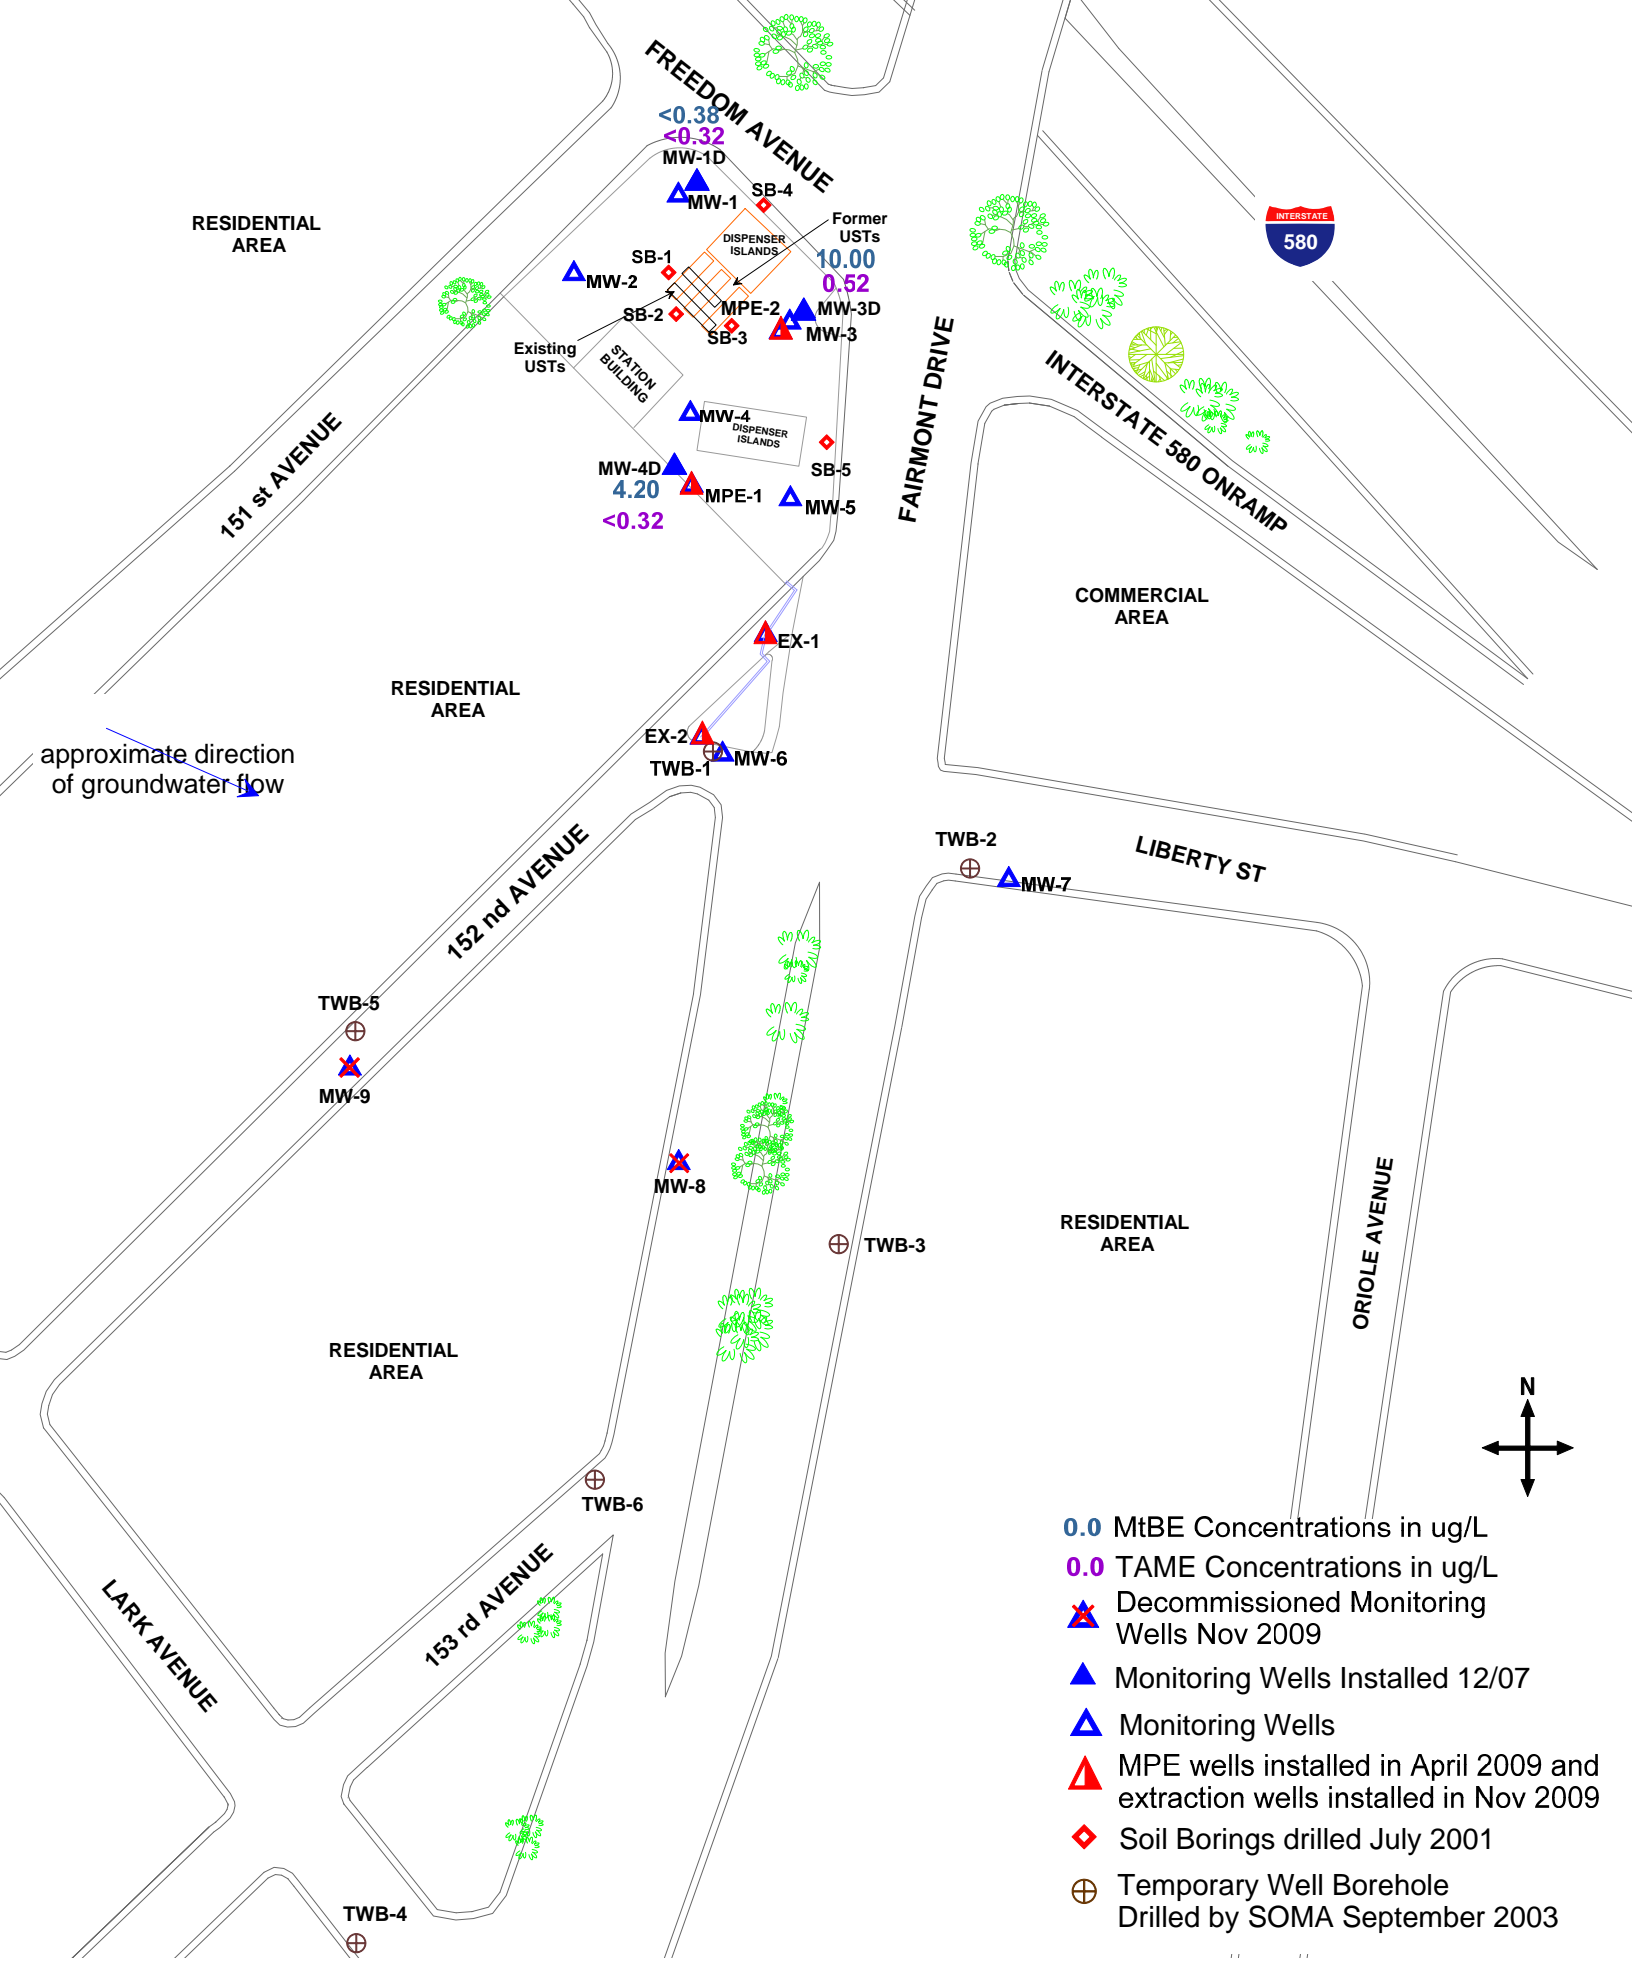 FREEDOM AVENUE
<0.38
<0.32
MW-1D
MW-1
SB-4
RESIDENTIAL
AREA
Former
USTs
DISPENSER
ISLANDS
INTERSTATE
580
SB-1
10.00
0.52
MW-2
MPE-2
MW-3D
SB-2
SB-3
MW-3
Existing
USTs
STATION
BUILDING
MW-4
DISPENSER
ISLANDS
FAIRMONT DRIVE
INTERSTATE 580 ONRAMP
151 st AVENUE
MW-4D
4.20
<0.32
MPE-1
SB-5
MW-5
COMMERCIAL
AREA
EX-1
RESIDENTIAL
AREA
EX-2
TWB-1
MW-6
approximate direction
of groundwater flow
152 nd AVENUE
TWB-2
MW-7
LIBERTY ST
TWB-5
MW-9
MW-8
TWB-3
RESIDENTIAL
AREA
ORIOLE AVENUE
RESIDENTIAL
AREA
N
TWB-6
153 rd AVENUE
LARK AVENUE
TWB-4
0.0 MtBE Concentrations in ug/L
0.0 TAME Concentrations in ug/L
Decommissioned Monitoring
Wells Nov 2009
Monitoring Wells Installed 12/07
Monitoring Wells
MPE wells installed in April 2009 and
extraction wells installed in Nov 2009
Soil Borings drilled July 2001
Temporary Well Borehole
Drilled by SOMA September 2003